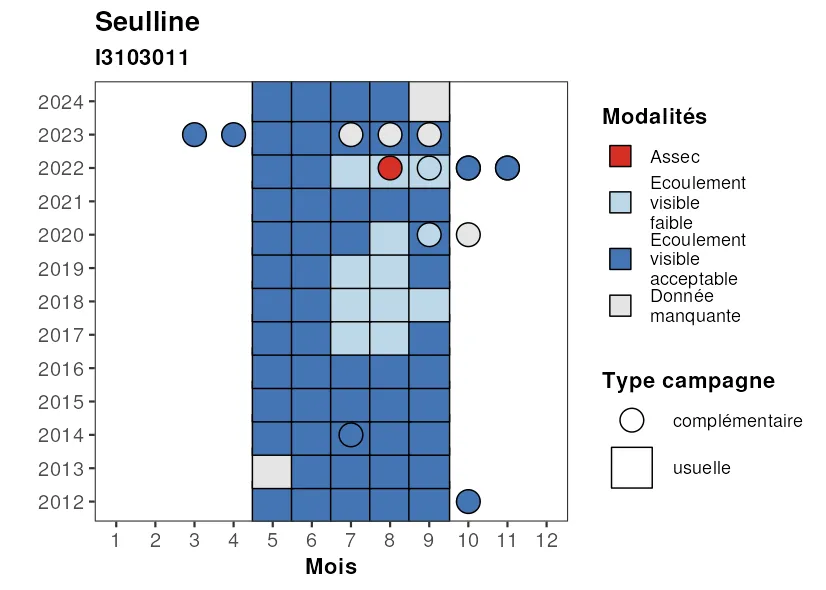 Seulline
I3103011
2024
2023
2022
2021
2020
2019
2018
2017
2016
2015
2014
2013
2012
1 2 3 4 5 6 7 8 9 10 11 12
Mois
Modalités
Assec
Ecoulement
visible
faible
Ecoulement
visible
acceptable
Donnée
manquante
Type campagne
complémentaire
usuelle